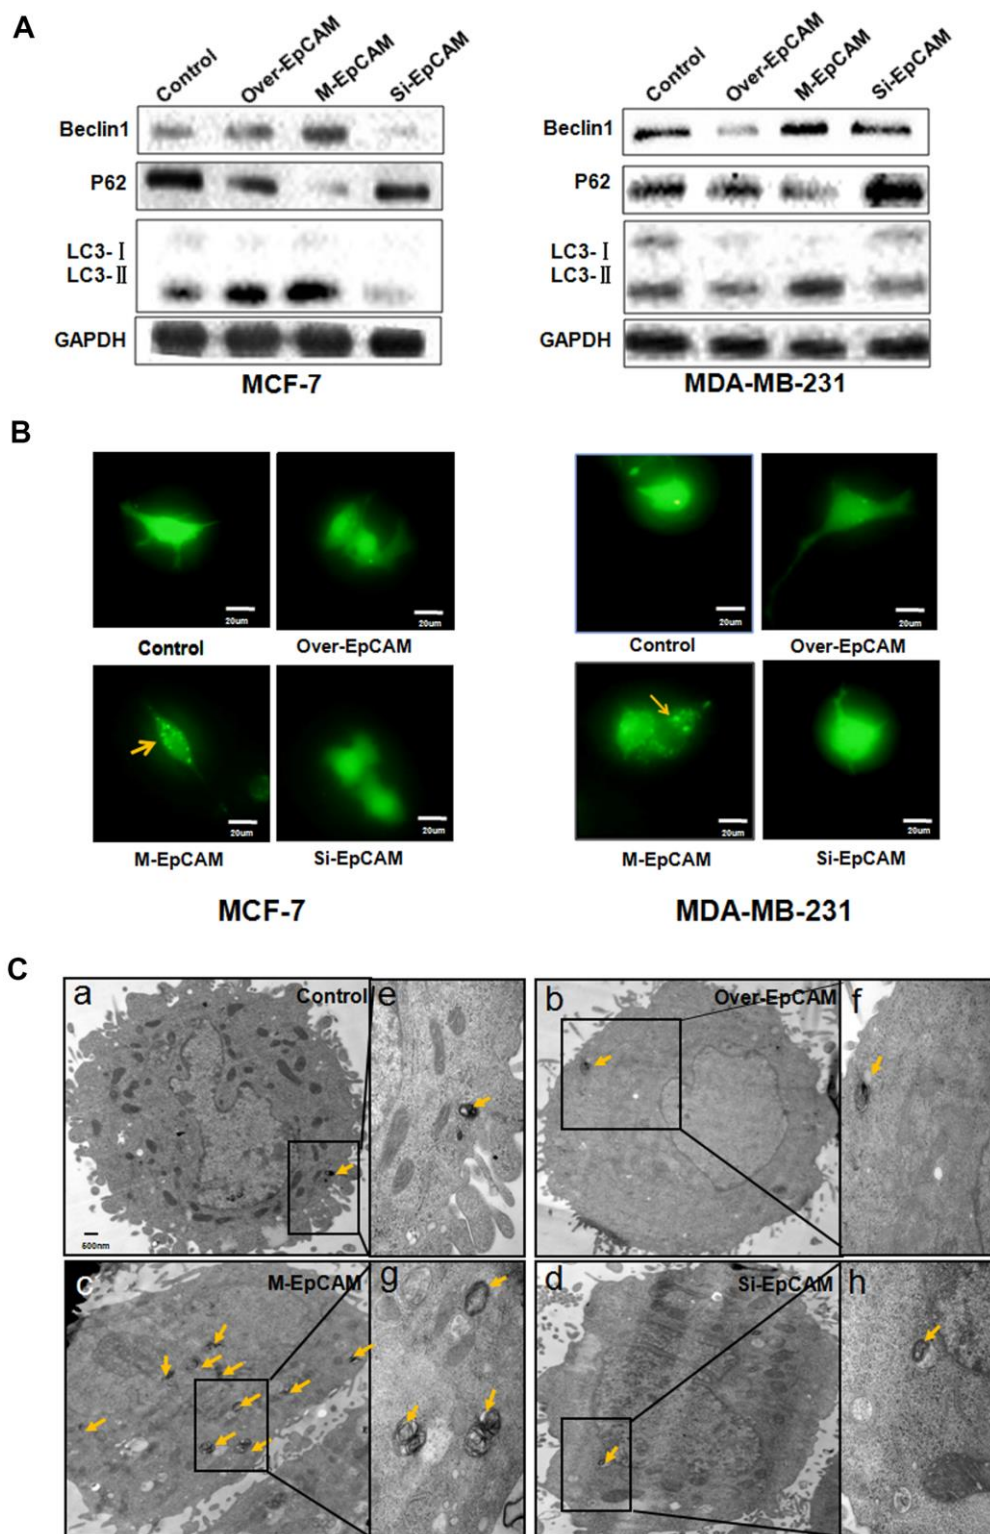 A
Control Over-EpCAM M-EpCAM Si-EpCAM
Beclin1
P62
LC3-Ⅰ
LC3-Ⅱ
GAPDH
MCF-7
Control Over-EpCAM M-EpCAM Si-EpCAM
Beclin1
P62
LC3-Ⅰ
LC3-Ⅱ
GAPDH
MDA-MB-231
B
20um 20um
Control Over-EpCAM
20um 20um
M-EpCAM Si-EpCAM
MCF-7
20um 20um
Control Over-EpCAM
20um 20um
M-EpCAM Si-EpCAM
MDA-MB-231
C
a Control e b Over-EpCAM f
500nm
c M-EpCAM g d Si-EpCAM h